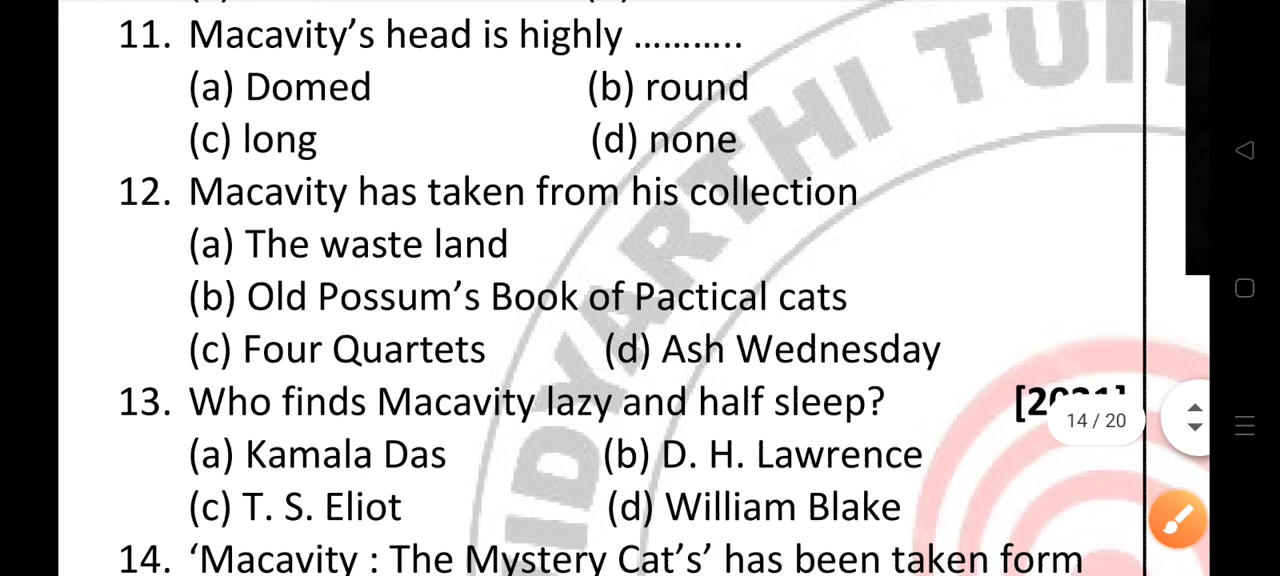 11. Macavity’s head is highly ...........
(a) Domed (b) round
(c) long (d) none
12. Macavity has taken from his collection
(a) The waste land
(b) Old Possum’s Book of Pactical cats
(c) Four Quartets (d) Ash Wednesday
13. Who finds Macavity lazy and half sleep?
14 / 20
(a) Kamala Das (b) D. H. Lawrence
(c) T. S. Eliot (d) William Blake
14. ‘Macavity : The Mystery Cat’s’ has been taken form